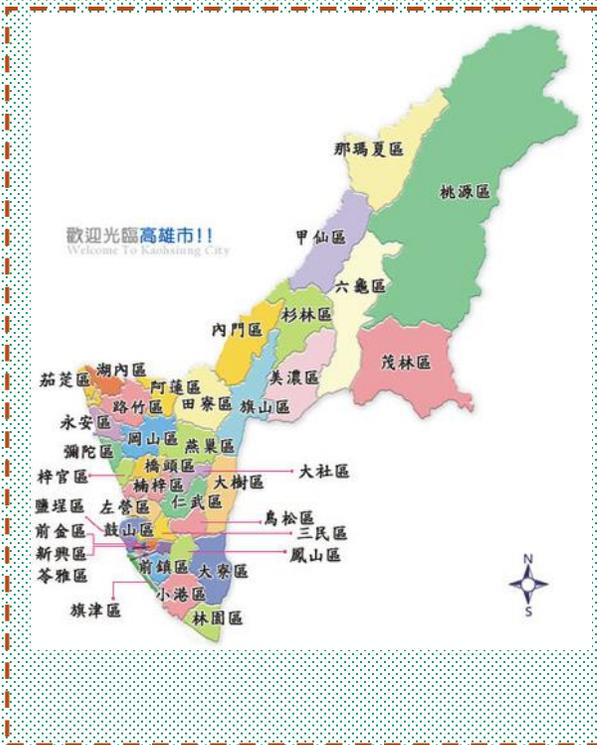 那瑪夏區
桃源區
歡迎光臨高雄市!!
Welcome To Kaohsiung City
甲仙區
六龜區
杉林區
內門區
茂林區
湖內區
美濃區
茄萣區
阿蓮區
路竹區
田寮區
旗山區
永安區
岡山區
燕巢區
彌陀區
橋頭區
大社區
梓官區
楠梓區
大樹區
仁武區
鹽埕區
左營區
鳥松區
前金區
鼓山區
三民區
新興區
鳳山區
苓雅區
前鎮區
大寮區
小港區
旗津區
林園區
N
S